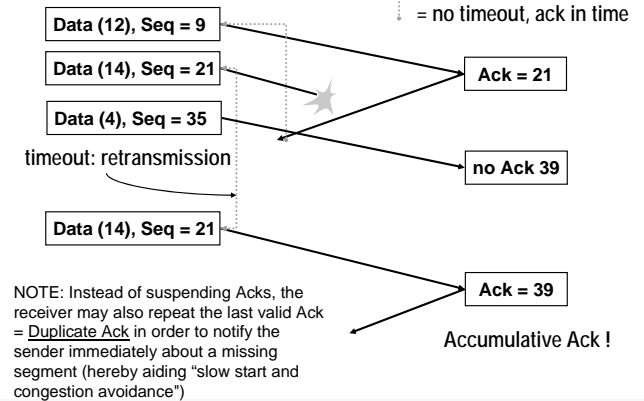 = no timeout, ack in time
Data (12), Seq = 9
Data (14), Seq = 21
Ack = 21
Data (4), Seq = 35
timeout: retransmission
no Ack 39
Data (14), Seq = 21
Ack = 39
NOTE: Instead of suspending Acks, the
receiver may also repeat the last valid Ack
= Duplicate Ack in order to notify the
sender immediately about a missing
segment (hereby aiding “slow start and
congestion avoidance")
Accumulative Ack !